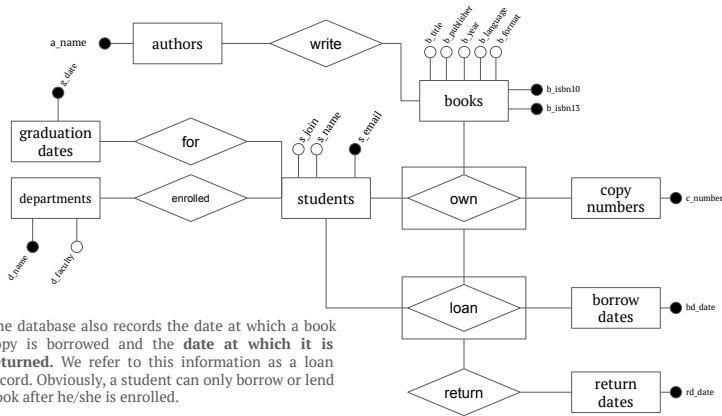 b_title
b_publisher
b_year
b_language
b_format
a_name
authors
write
books
b_isbn10
b_isbn13
g_date
graduation
dates
for
s_join
s_name
s_email
departments
enrolled
students
own
copy
numbers
c_number
d_name
d_faculty
loan
borrow
dates
bd_date
he database also records the date at which a book
opy is borrowed and the date at which it is
eturned. We refer to this information as a loan
ecord. Obviously, a student can only borrow or lend
ook after he/she is enrolled.
return
return
dates
rd_date